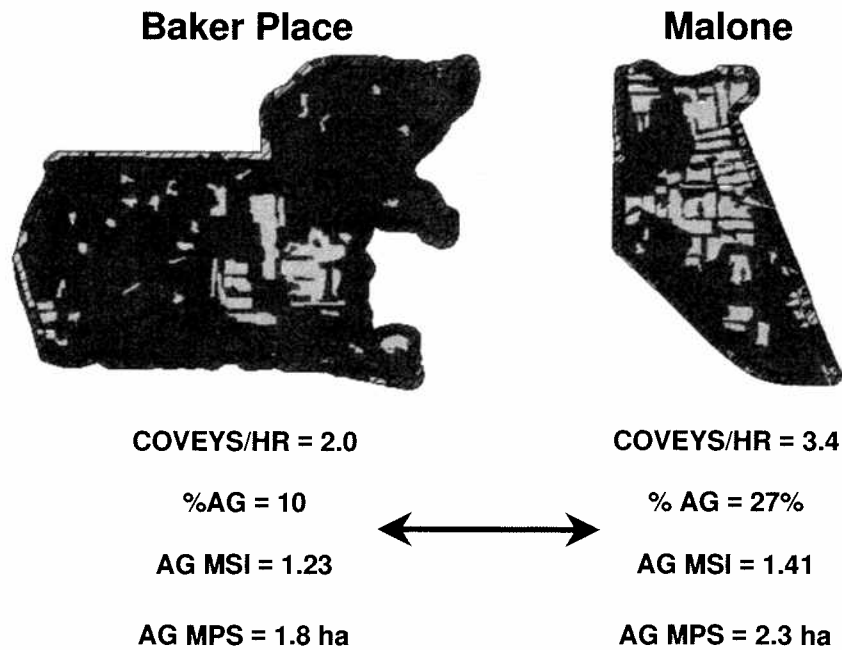 Baker Place
Malone
COVEYS/HR = 2.0
COVEYS/HR = 3.4
%AG = 10
% AG = 27%
AG MSI = 1.23
AG MSI = 1.41
AG MPS = 1.8 ha
AG MPS = 2.3 ha